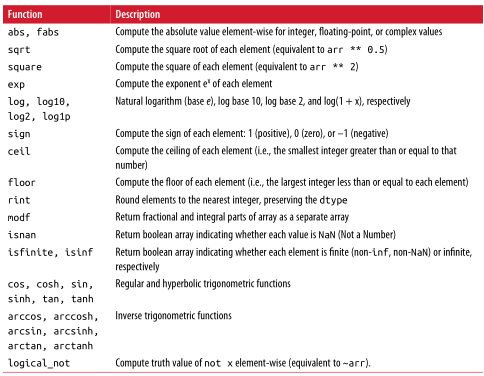 Function Description
abs, fabs Compute the absolute value element-wise for integer, floating-point, or complex values
sqrt Compute the square root of each element (equivalent to arr ** 0.5)
square Compute the square of each element (equivalent to arr ** 2)
exp Compute the exponent eˣ of each element
log, log10, Natural logarithm (base e), log base 10, log base 2, and log(1 + x), respectively
log2, log1p
sign Compute the sign of each element: 1 (positive), 0 (zero), or –1 (negative)
ceil Compute the ceiling of each element (i.e., the smallest integer greater than or equal to that
number)
floor Compute the floor of each element (i.e., the largest integer less than or equal to each element)
rint Round elements to the nearest integer, preserving the dtype
modf Return fractional and integral parts of array as a separate array
isnan Return boolean array indicating whether each value is NaN (Not a Number)
isfinite, isinf Return boolean array indicating whether each element is finite (non-inf, non-NaN) or infinite,
respectively
cos, cosh, sin, Regular and hyperbolic trigonometric functions
sinh, tan, tanh
arccos, arccosh, Inverse trigonometric functions
arcsin, arcsinh,
arctan, arctanh
logical_not Compute truth value of not x element-wise (equivalent to ~arr).